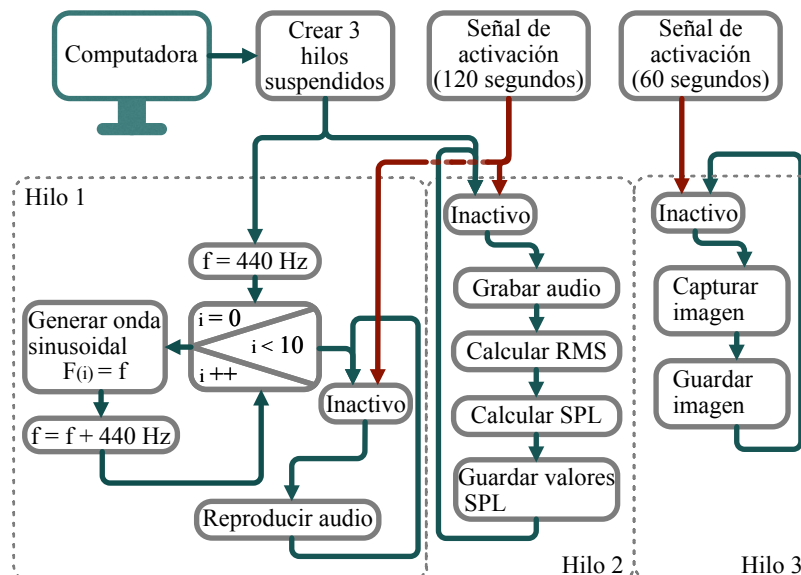 Computadora
Crear 3
hilos
suspendidos
Señal de
activación
(120 segundos)
Señal de
activación
(60 segundos)
Hilo 1
f = 440 Hz
i = 0
i < 10
i ++
Generar onda
sinusoidal
F(i) = f
f = f + 440 Hz
Inactivo
Reproducir audio
Inactivo
Grabar audio
Calcular RMS
Calcular SPL
Guardar valores
SPL
Hilo 2
Inactivo
Capturar
imagen
Guardar
imagen
Hilo 3